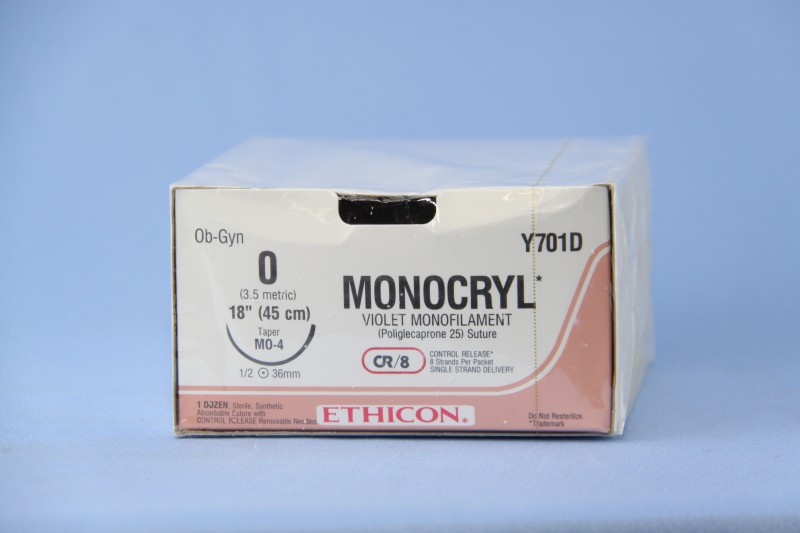 Ob-Gyn
0
(3.5 metric)
18" (45 cm)
Taper
MO-4
1/2 36mm
Y701D
MONOCRYL*
VIOLET MONOFILAMENT
(Poliglecaprone 25) Suture
CR/8
CONTROL RELEASE*
8 Strands Per Packet
SINGLE STRAND DELIVERY
1 DOZEN Sterile, Synthetic
Absorbable Suture with
CONTROL RELEASE Removable Needles
ETHICON*
Do Not Resterilize.
*Trademark